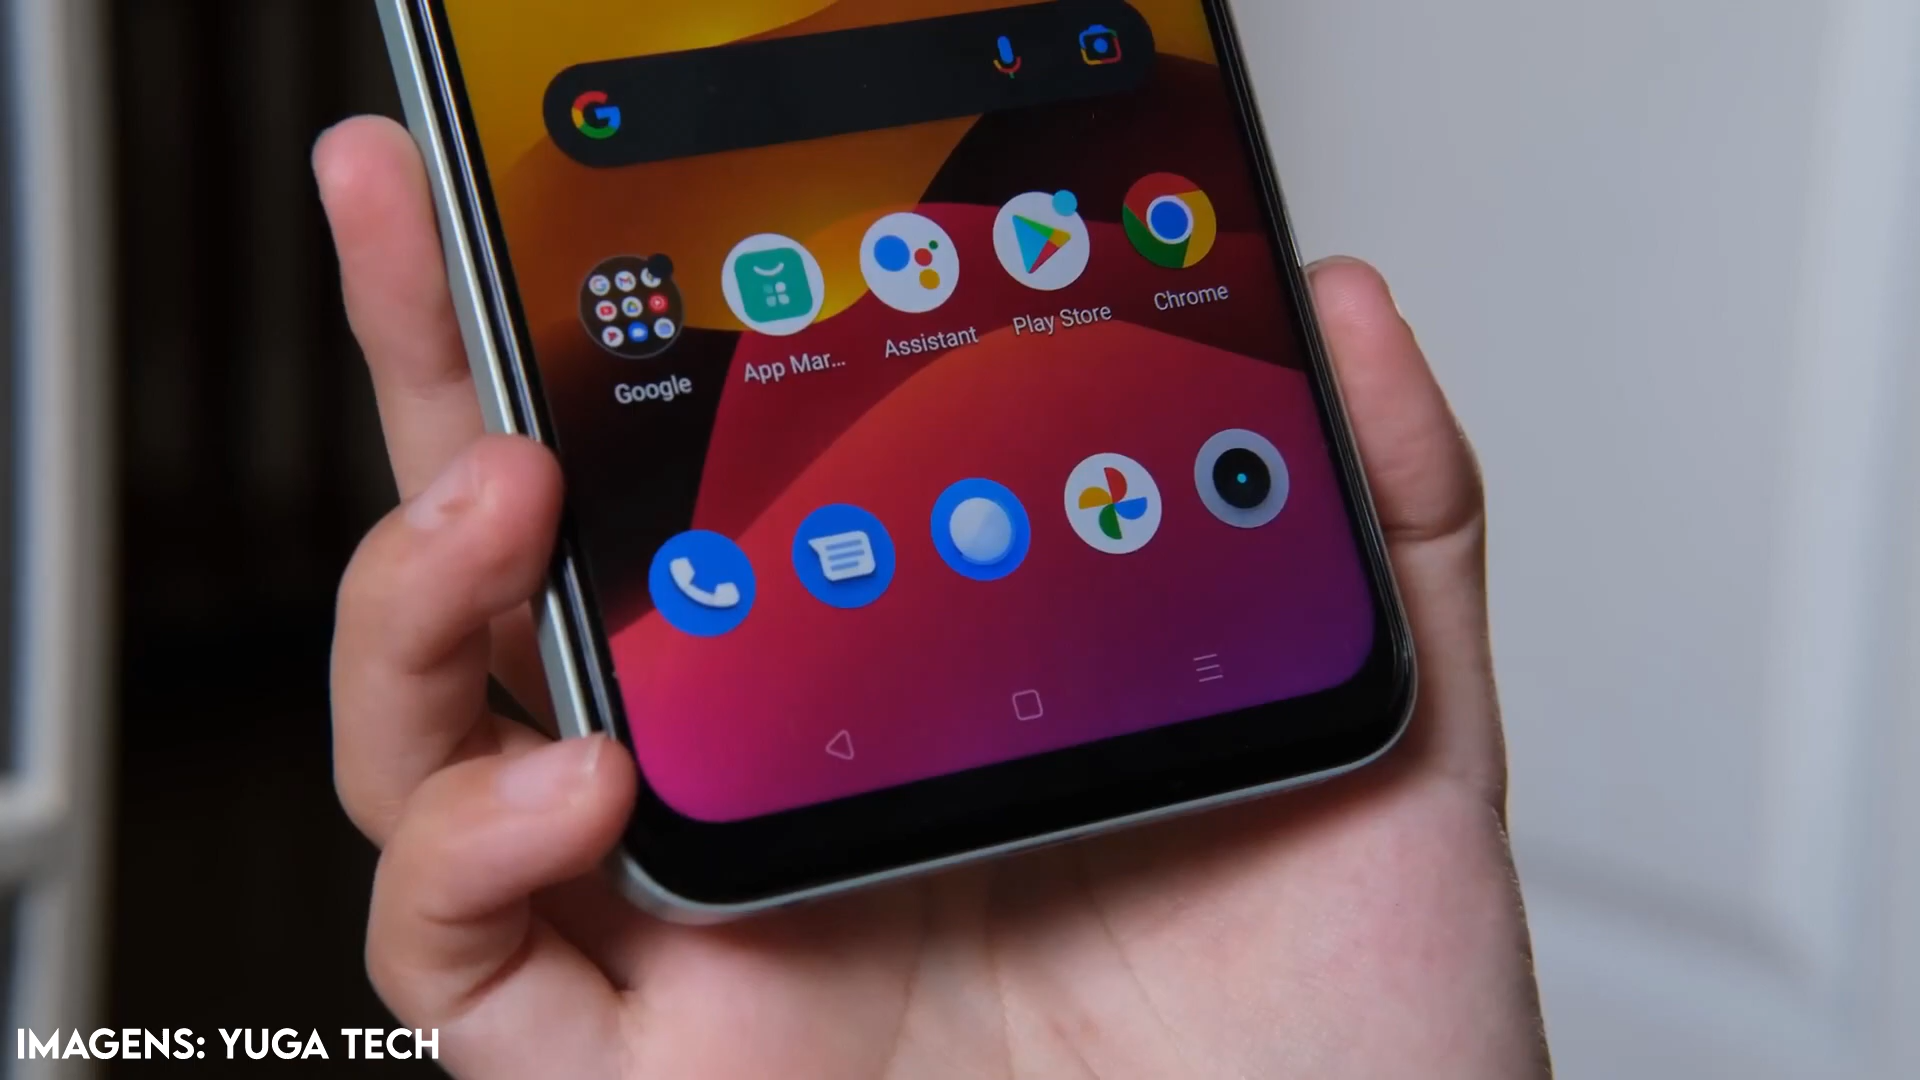 Google
App Mar...
Assistant
Play Store
Chrome
IMAGENS: YUGA TECH